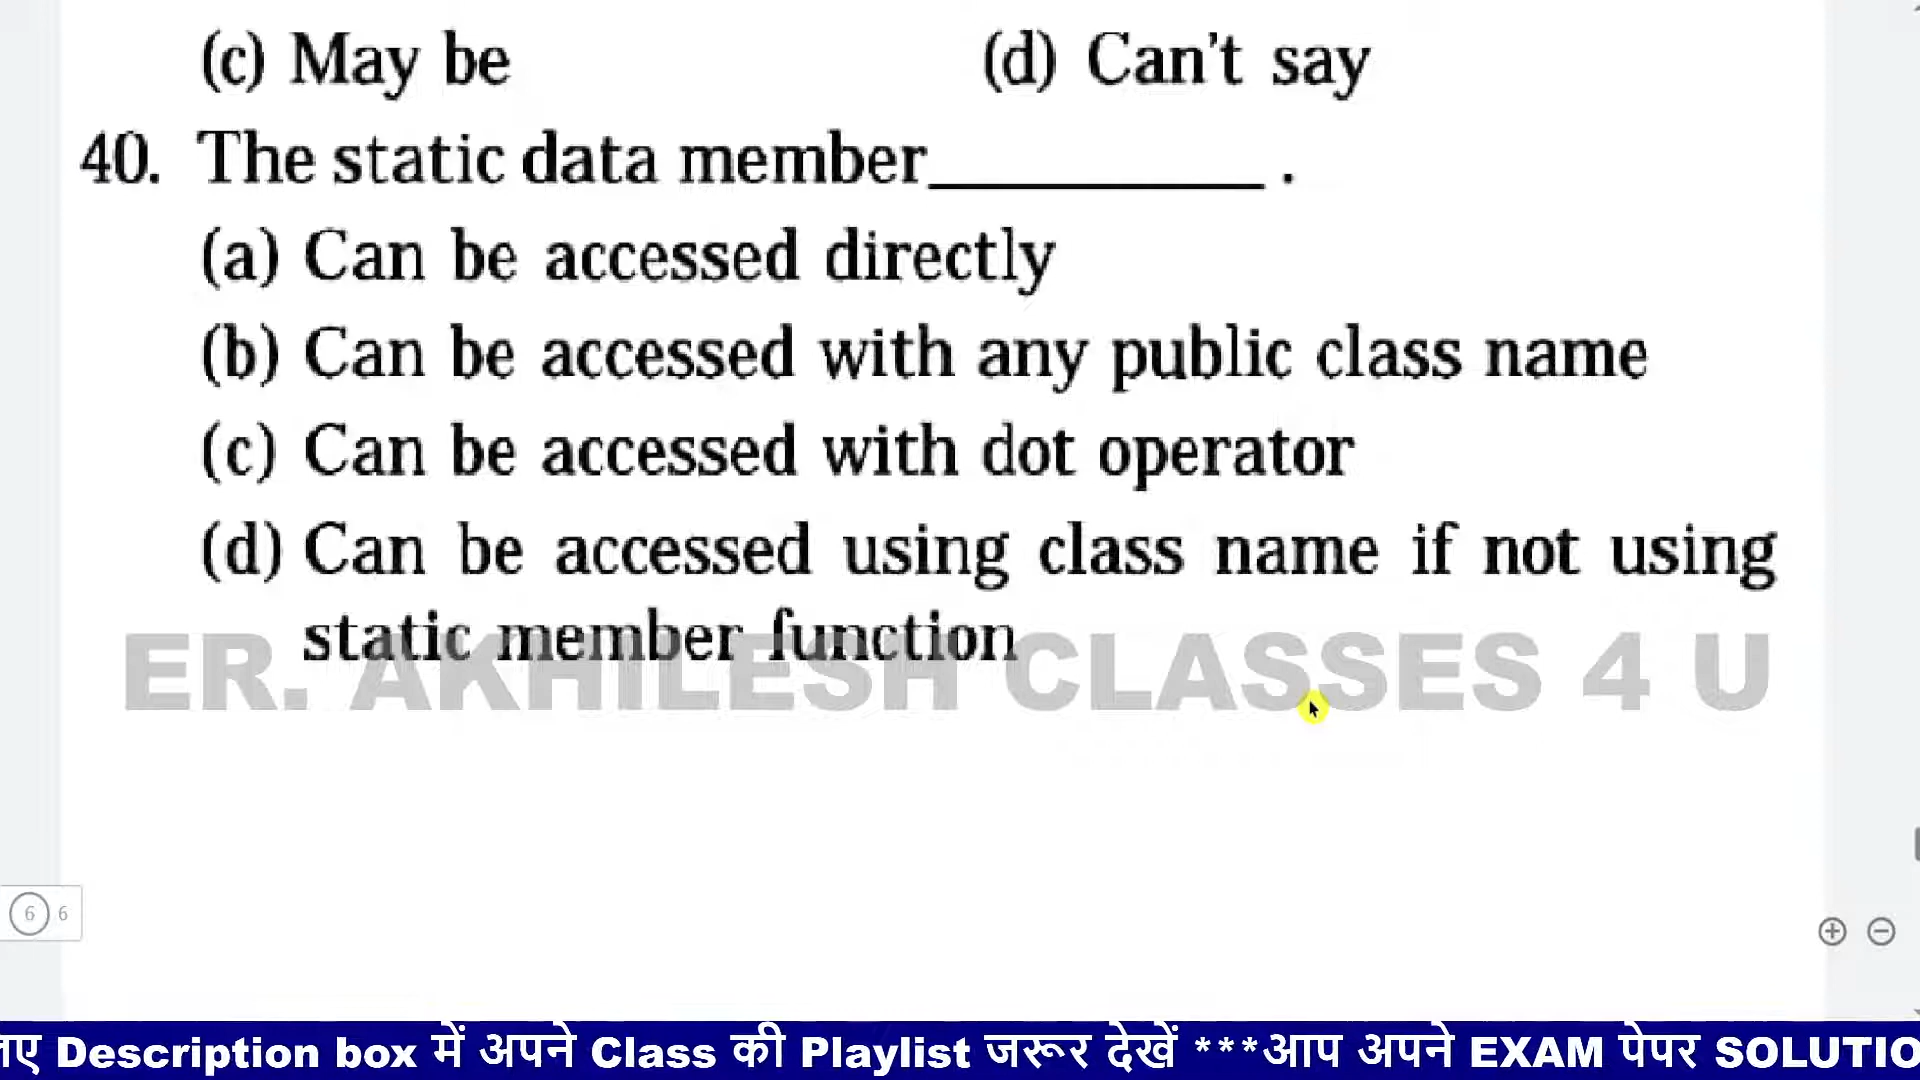 (c) May be (d) Can't say
40. The static data member__________ .
(a) Can be accessed directly
(b) Can be accessed with any public class name
(c) Can be accessed with dot operator
(d) Can be accessed using class name if not using
static member function
ER. AKHILESH CLASSES 4 U
6 6
Description box में अपने Class की Playlist जरूर देखें ***आप अपने EXAM पेपर